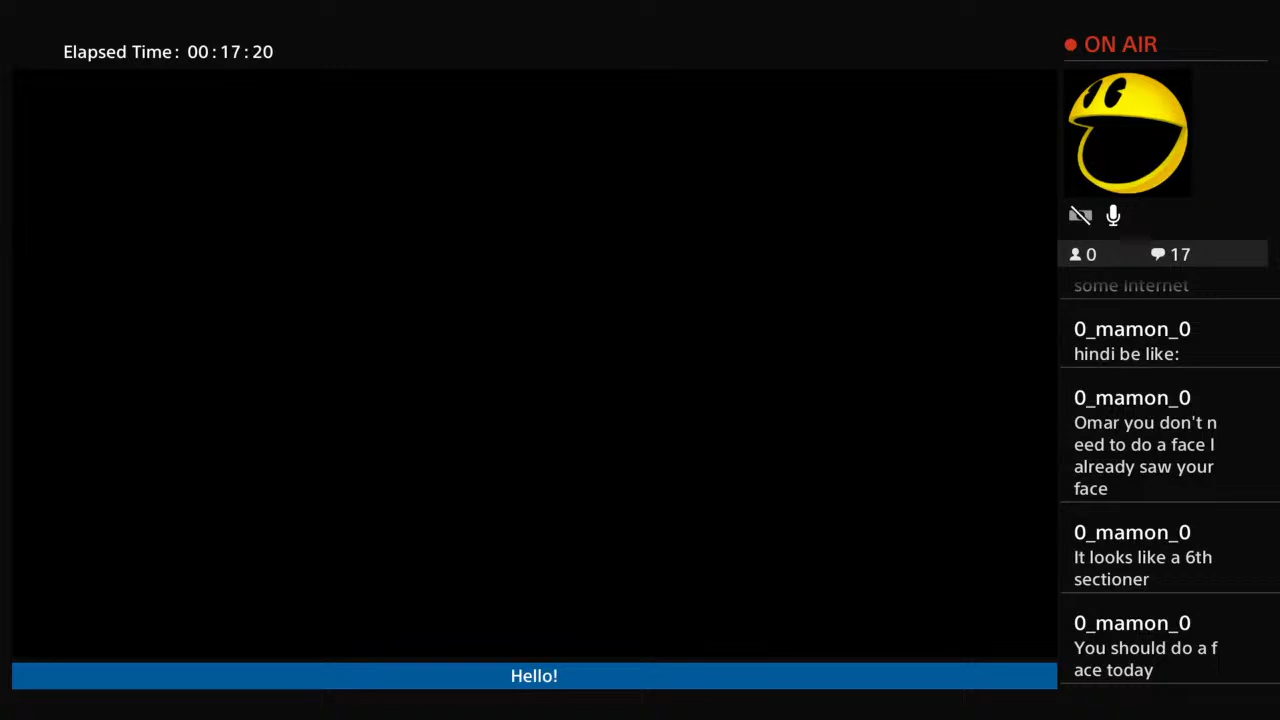 Elapsed Time: 00:17:20
ON AIR
0 17
some internet
0_mamon_0
hindi be like:
0_mamon_0
Omar you don't n
eed to do a face I
already saw your
face
0_mamon_0
It looks like a 6th
sectioner
0_mamon_0
You should do a f
ace today
Hello!